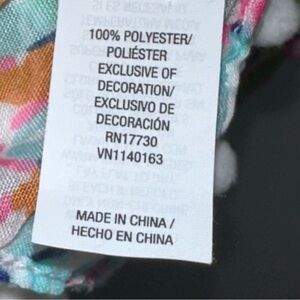 100% POLYESTER/
POLIÉSTER
EXCLUSIVE OF
DECORATION/
EXCLUSIVO DE
DECORACIÓN
RN17730
VN1140163
MADE IN CHINA /
HECHO EN CHINA